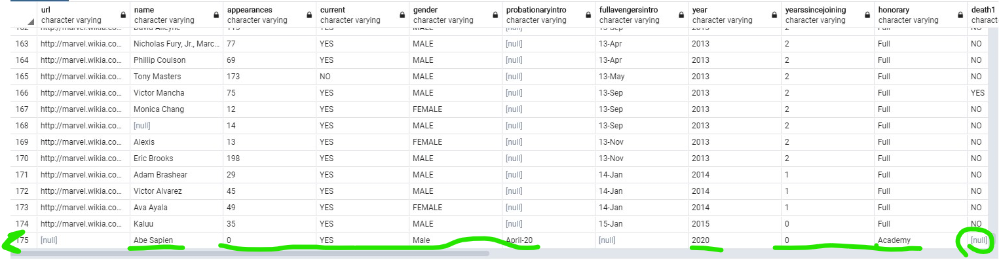 url name appearances current gender probationaryintro fullavengersintro year yearssincejoining honorary death1
character varying character varying character varying character varying character varying character varying character varying character varying character varying character varying charact
162 http://marvel.wikia.co... David Alleyne YES MALE [null] 13-Sep 2013 2 Full NO
163 http://marvel.wikia.co... Nicholas Fury, Jr., Marc... 77 YES MALE [null] 13-Apr 2013 2 Full NO
164 http://marvel.wikia.co... Phillip Coulson 69 YES MALE [null] 13-Apr 2013 2 Full NO
165 http://marvel.wikia.co... Tony Masters 173 NO MALE [null] 13-May 2013 2 Full NO
166 http://marvel.wikia.co... Victor Mancha 75 YES MALE [null] 13-Sep 2013 2 Full YES
167 http://marvel.wikia.co... Monica Chang 12 YES FEMALE [null] 13-Sep 2013 2 Full NO
168 http://marvel.wikia.co... [null] 14 YES MALE [null] 13-Sep 2013 2 Full NO
169 http://marvel.wikia.co... Alexis 13 YES FEMALE [null] 13-Nov 2013 2 Full NO
170 http://marvel.wikia.co... Eric Brooks 198 YES MALE [null] 13-Nov 2013 2 Full NO
171 http://marvel.wikia.co... Adam Brashear 29 YES MALE [null] 14-Jan 2014 1 Full NO
172 http://marvel.wikia.co... Victor Alvarez 45 YES MALE [null] 14-Jan 2014 1 Full NO
173 http://marvel.wikia.co... Ava Ayala 49 YES FEMALE [null] 14-Jan 2014 1 Full NO
174 http://marvel.wikia.co... Kaluu 35 YES MALE [null] 15-Jan 2015 0 Full NO
175 [null] Abe Sapien 0 YES Male April-20 [null] 2020 0 Academy [null]